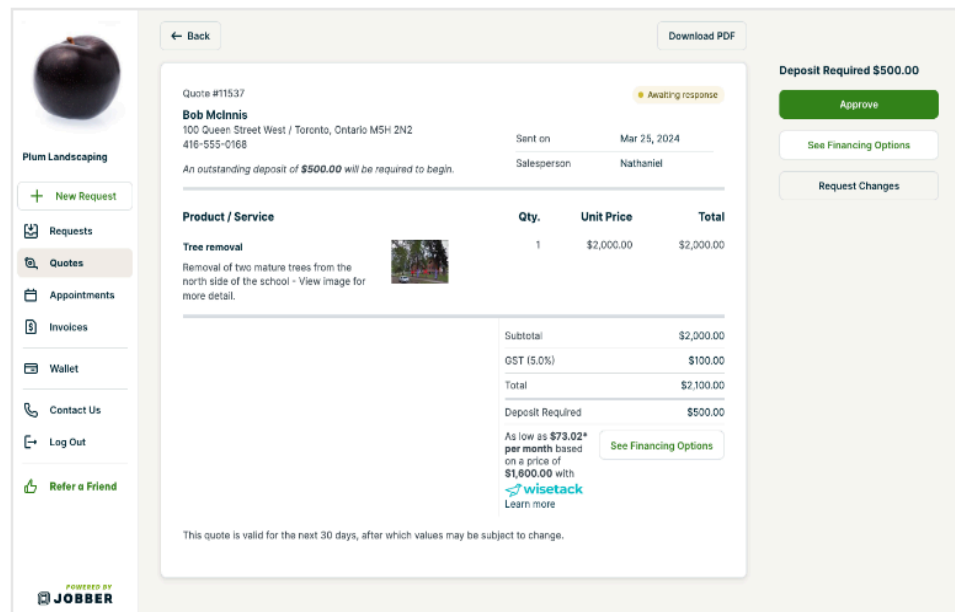 Plum Landscaping
New Request
Requests
Quotes
Appointments
Invoices
Wallet
Contact Us
Log Out
Refer a Friend
POWERED BY
JOBBER
← Back
Download PDF
Quote #11537
Awaiting response
Bob McInnis
100 Queen Street West / Toronto, Ontario M5H 2N2
416-555-0168
An outstanding deposit of $500.00 will be required to begin.
Sent on Mar 25, 2024
Salesperson Nathaniel
Product / Service Qty. Unit Price Total
Tree removal 1 $2,000.00 $2,000.00
Removal of two mature trees from the
north side of the school - View image for
more detail.
Subtotal $2,000.00
GST (5.0%) $100.00
Total $2,100.00
Deposit Required $500.00
As low as $73.02*
per month based
on a price of
$1,600.00 with
wisetack
Learn more
See Financing Options
This quote is valid for the next 30 days, after which values may be subject to change.
Deposit Required $500.00
Approve
See Financing Options
Request Changes